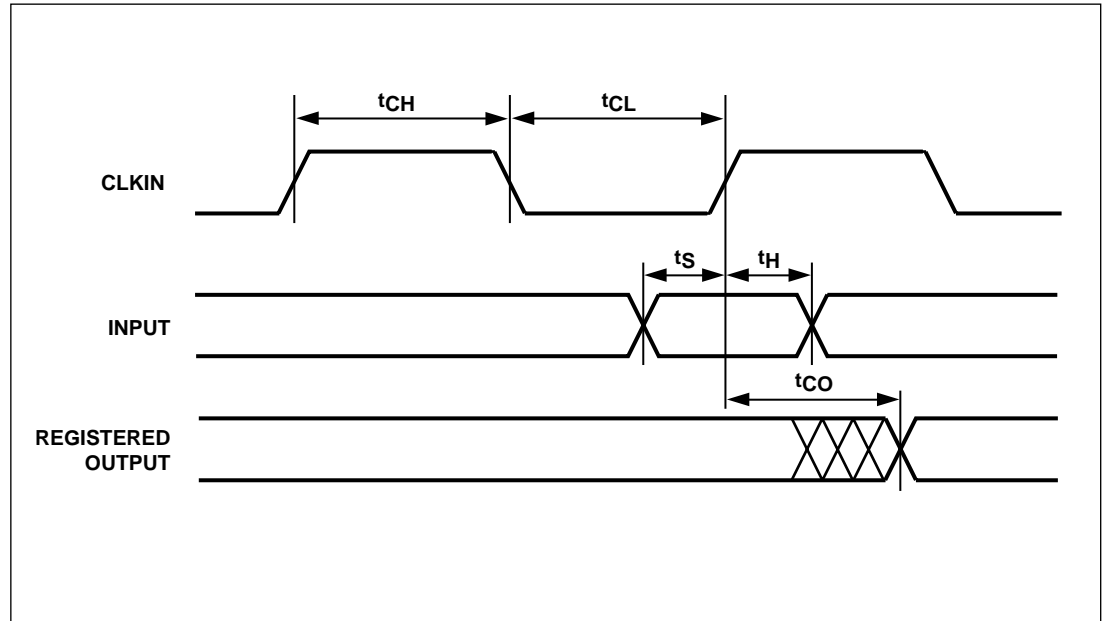 tCH
tCL
CLKIN
tS
tH
INPUT
tCO
REGISTERED
OUTPUT